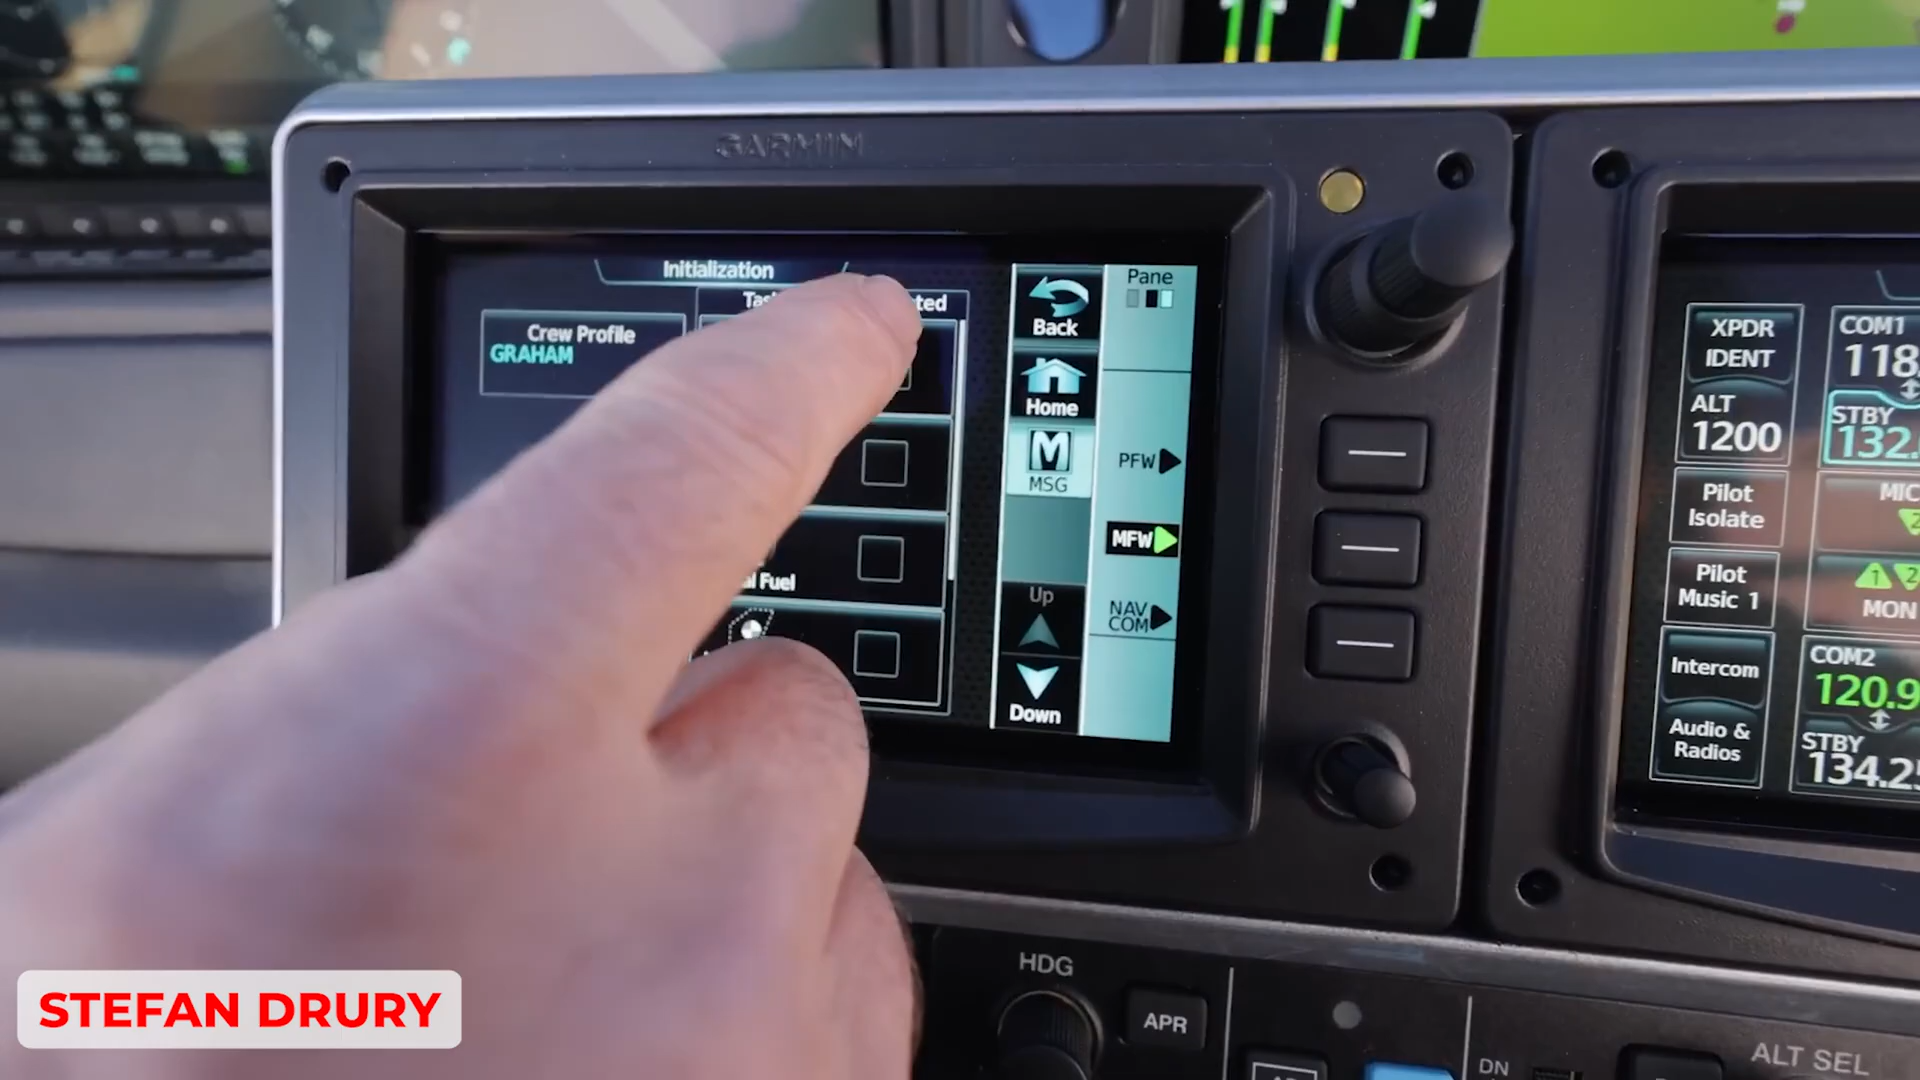 GARMIN
Initialization
Crew Profile
GRAHAM
al Fuel
Back
Home
M
MSG
Up
Down
Pane
PFW
MFW
NAV
COM
XPDR
IDENT
ALT
1200
Pilot
Isolate
Pilot
Music 1
Intercom
Audio &
Radios
COM1
118.
STBY
132.
MIC
MON
COM2
120.9
STBY
134.25
HDG
APR
DN
ALT SEL
STEFAN DRURY